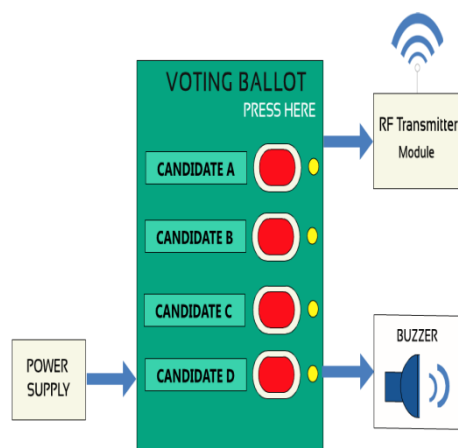 VOTING BALLOT
PRESS HERE
CANDIDATE A
CANDIDATE B
CANDIDATE C
CANDIDATE D
RF Transmitter
Module
POWER
SUPPLY
BUZZER